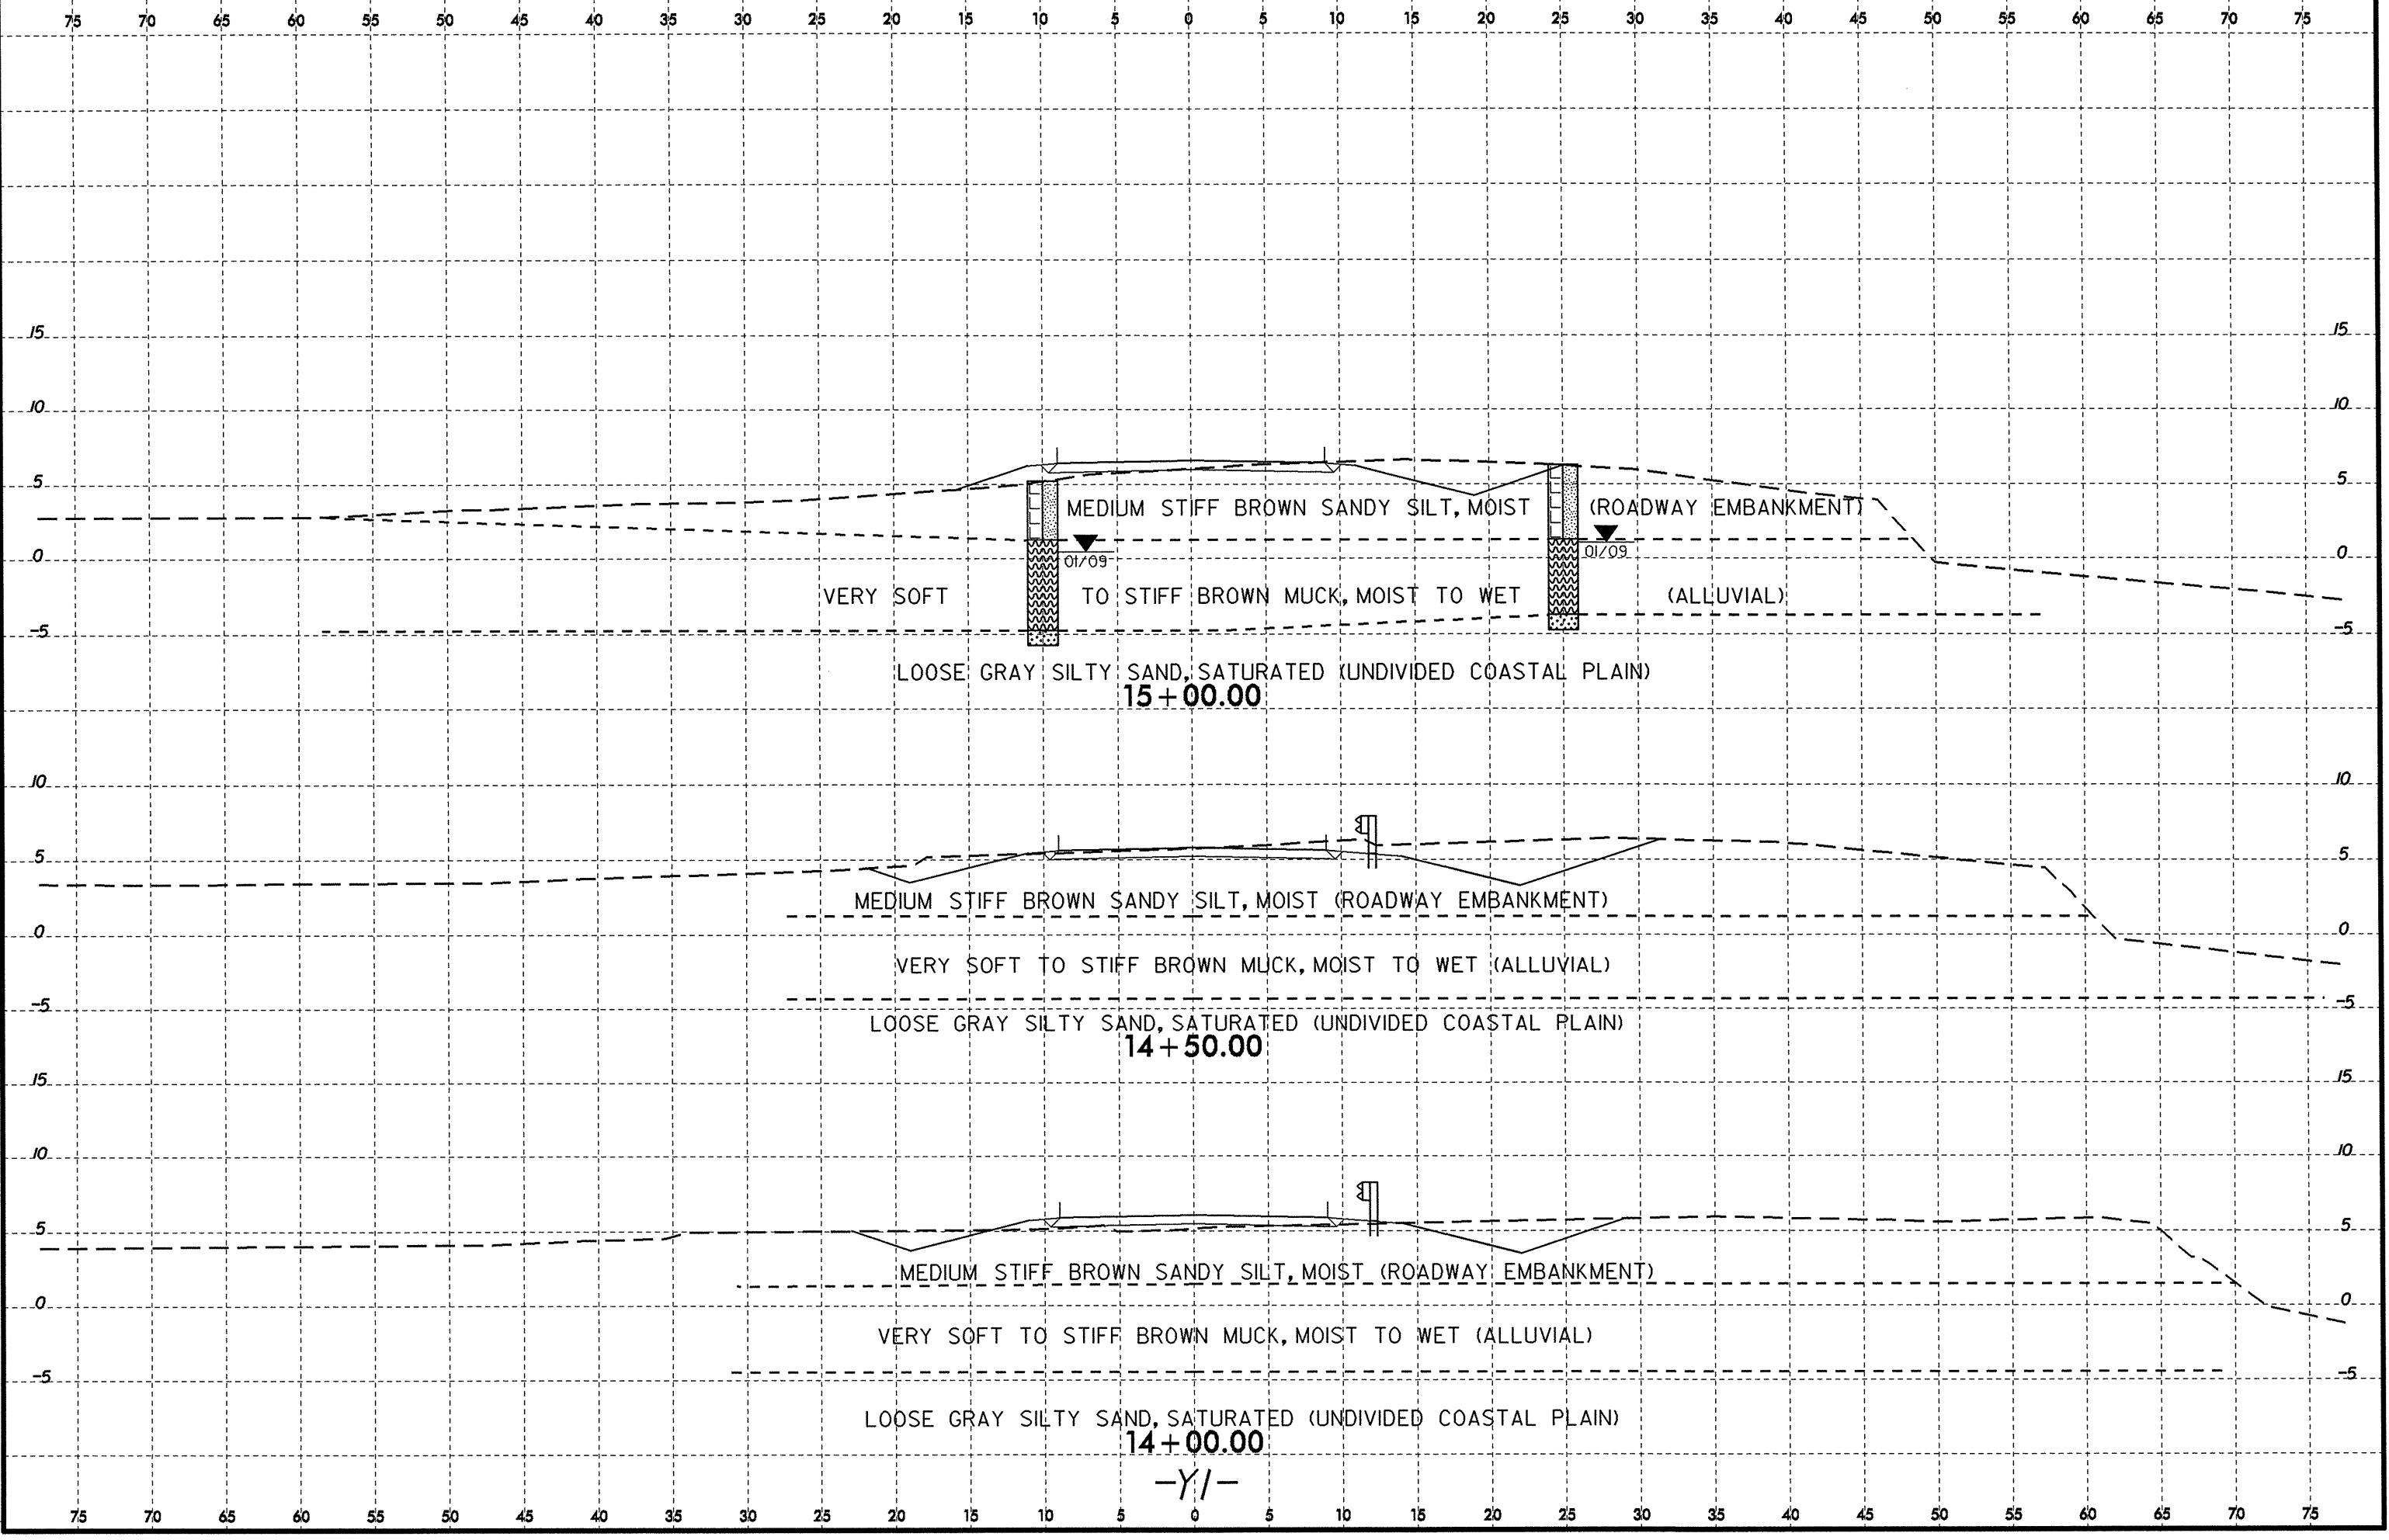 75 70 65 60 55 50 45 40 35 30 25 20 15 10 5 0 5 10 15 20 25 30 35 40 45 50 55 60 65 70 75
15 15
10 10
5 5
MEDIUM STIFF BROWN SANDY SILT, MOIST (ROADWAY EMBANKMENT)
0 01/09 01/09 0
VERY SOFT TO STIFF BROWN MUCK, MOIST TO WET (ALLUVIAL)
-5 -5
LOOSE GRAY SILTY SAND, SATURATED (UNDIVIDED COASTAL PLAIN)
15+00.00
10 10
5 5
MEDIUM STIFF BROWN SANDY SILT, MOIST (ROADWAY EMBANKMENT)
0 0
VERY SOFT TO STIFF BROWN MUCK, MOIST TO WET (ALLUVIAL)
-5 -5
LOOSE GRAY SILTY SAND, SATURATED (UNDIVIDED COASTAL PLAIN)
14+50.00
15 15
10 10
5 5
MEDIUM STIFF BROWN SANDY SILT, MOIST (ROADWAY EMBANKMENT)
0 0
VERY SOFT TO STIFF BROWN MUCK, MOIST TO WET (ALLUVIAL)
-5 -5
LOOSE GRAY SILTY SAND, SATURATED (UNDIVIDED COASTAL PLAIN)
14+00.00
-Y1-
75 70 65 60 55 50 45 40 35 30 25 20 15 10 5 0 5 10 15 20 25 30 35 40 45 50 55 60 65 70 75